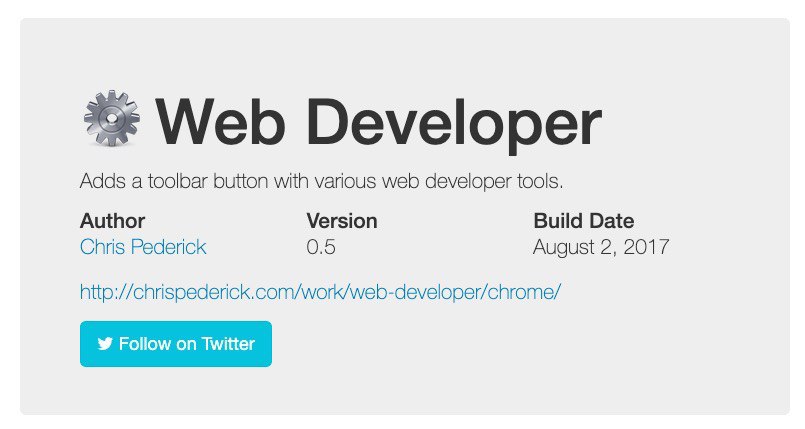 Web Developer
Adds a toolbar button with various web developer tools.
Author Version Build Date
Chris Pederick 0.5 August 2, 2017
http://chrispederick.com/work/web-developer/chrome/
Follow on Twitter